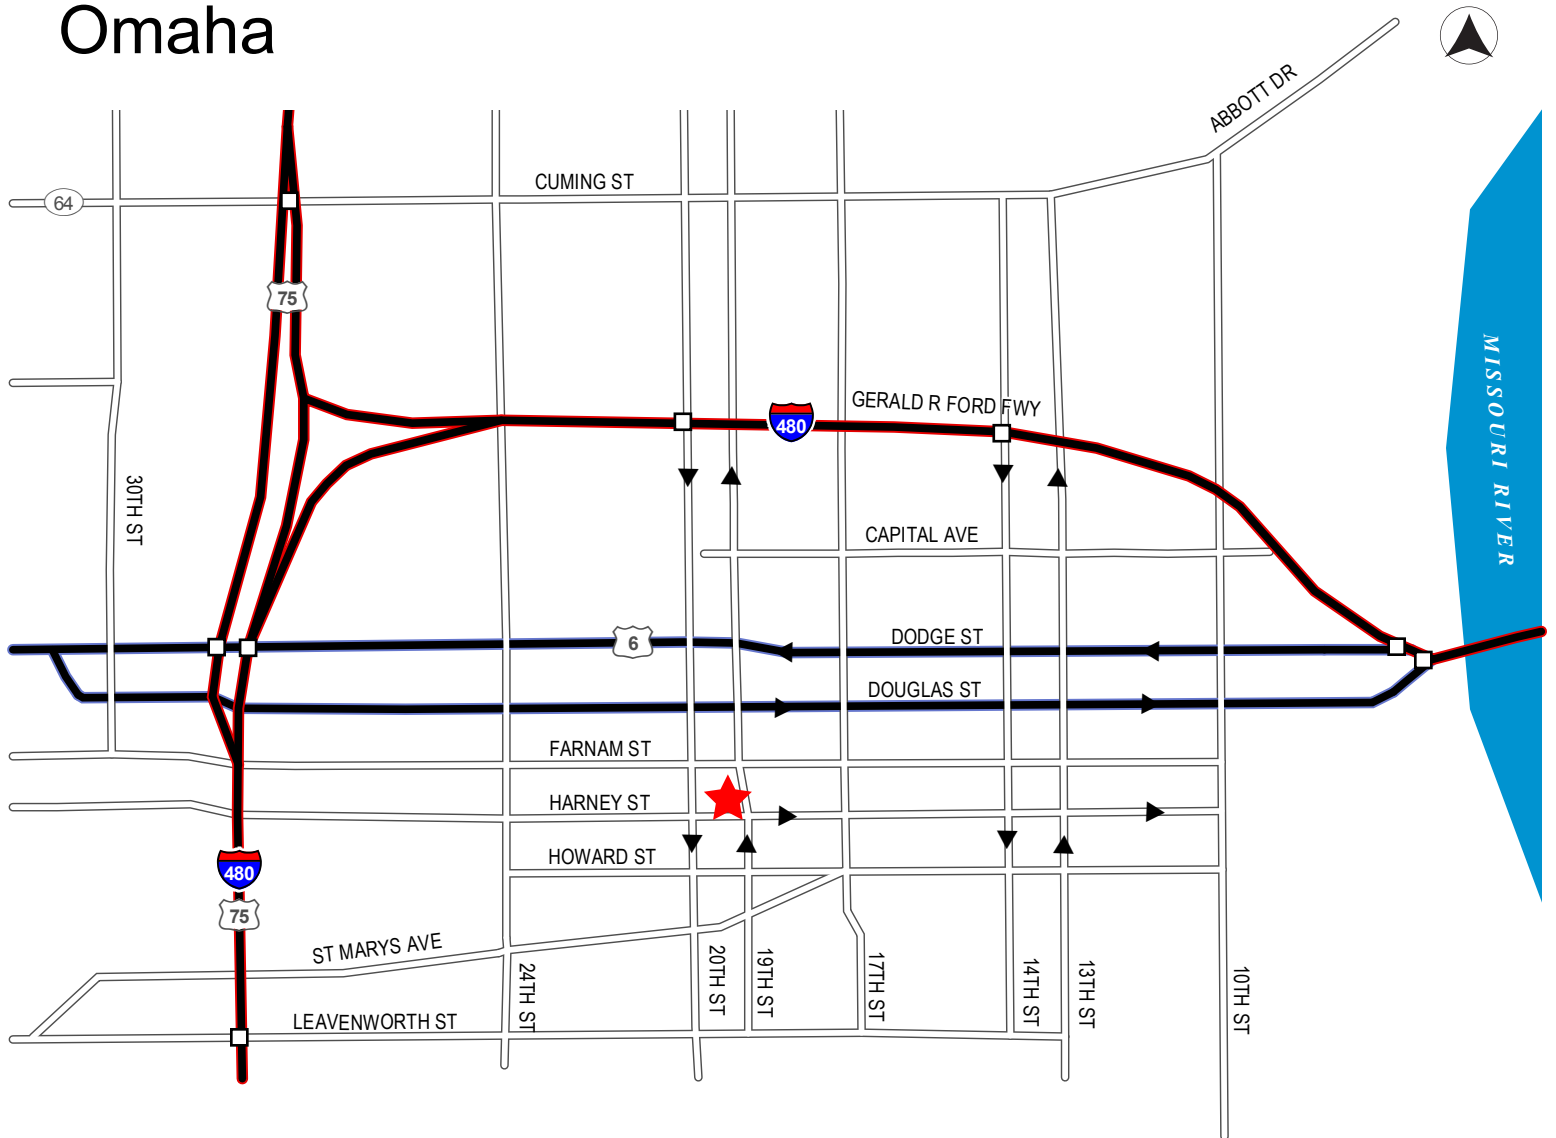 Omaha
ABBOTT DR
CUMING ST
64
75
MISSOURI RIVER
GERALD R FORD FWY
480
30TH ST
CAPITAL AVE
6
DODGE ST
DOUGLAS ST
FARNAM ST
HARNEY ST
HOWARD ST
480
75
ST MARYS AVE
24TH ST
20TH ST
19TH ST
17TH ST
14TH ST
13TH ST
10TH ST
LEAVENWORTH ST